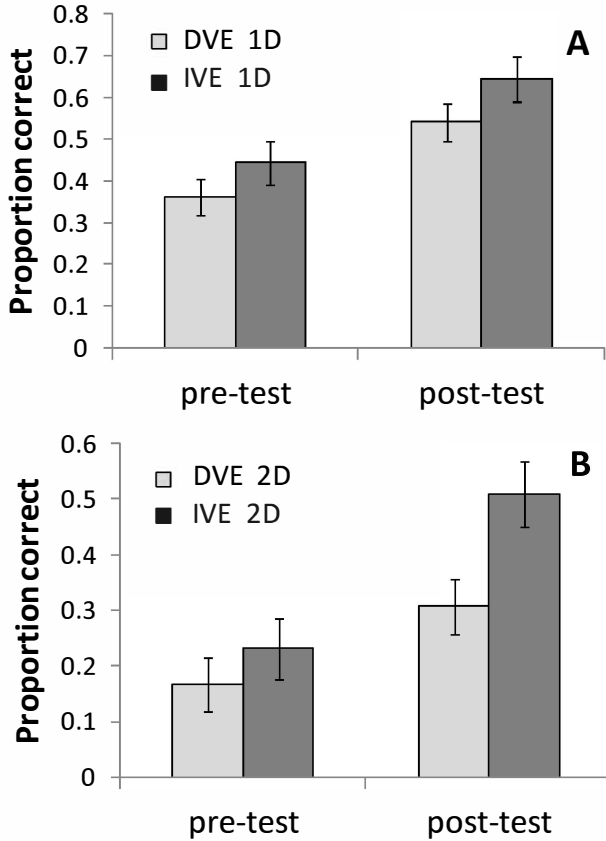 0.8
DVE 1D
A
0.7
IVE 1D
0.6
0.5
0.4
0.3
0.2
0.1
0
Proportion correct
pre-test
post-test
0.6
DVE 2D
B
0.5
IVE 2D
0.4
0.3
0.2
0.1
0
Proportion correct
pre-test
post-test